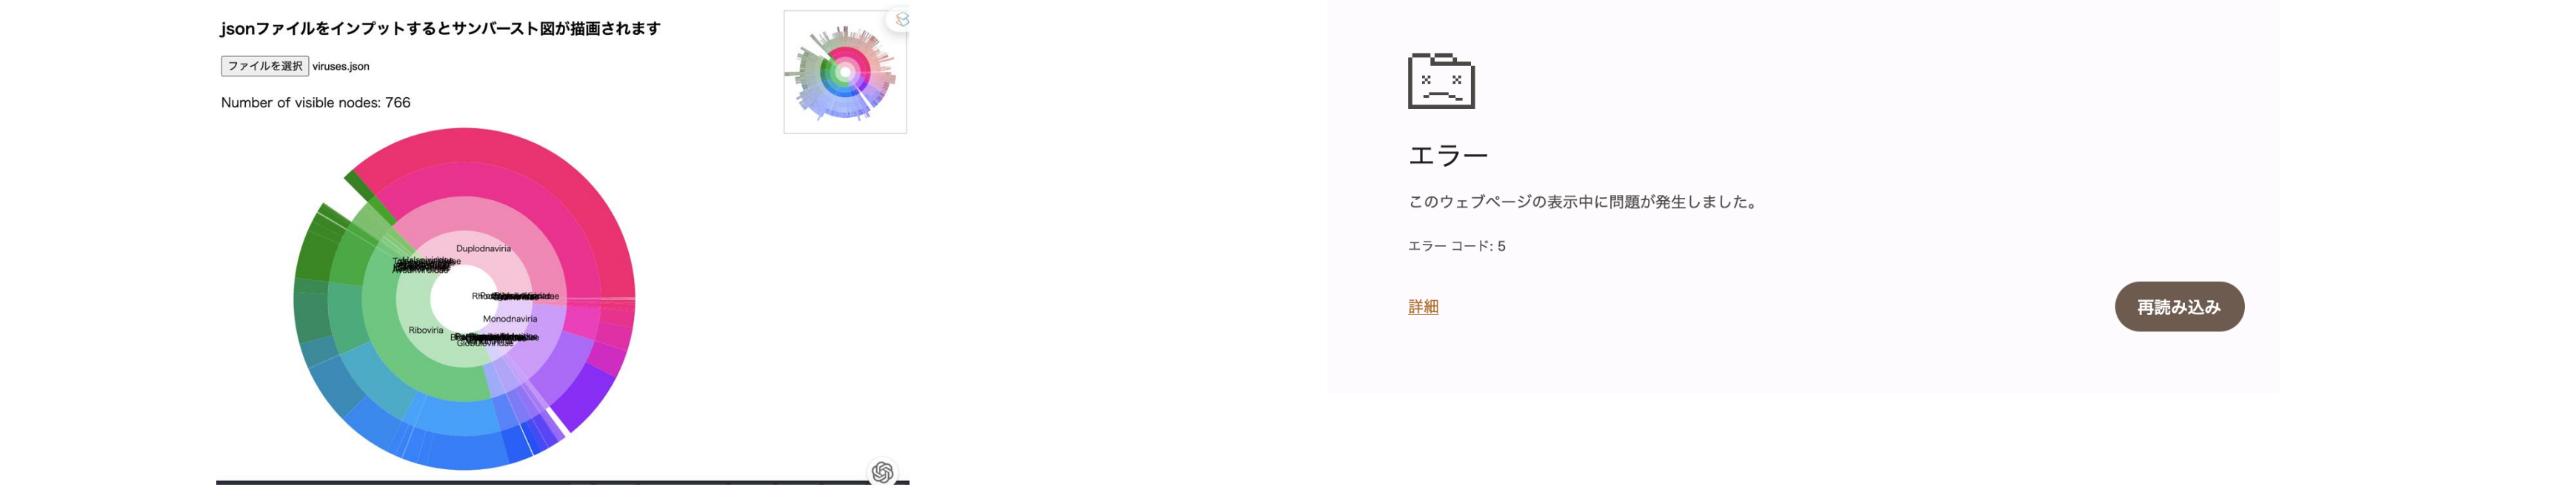 jsonファイルをインプットするとサンバースト図が描画されます
ファイルを選択 viruses.json
Number of visible nodes: 766
Duplodnaviria
Monodnaviria
Riboviria
Globuloviridae
エラー
このウェブページの表示中に問題が発生しました。
エラー コード: 5
詳細
再読み込み